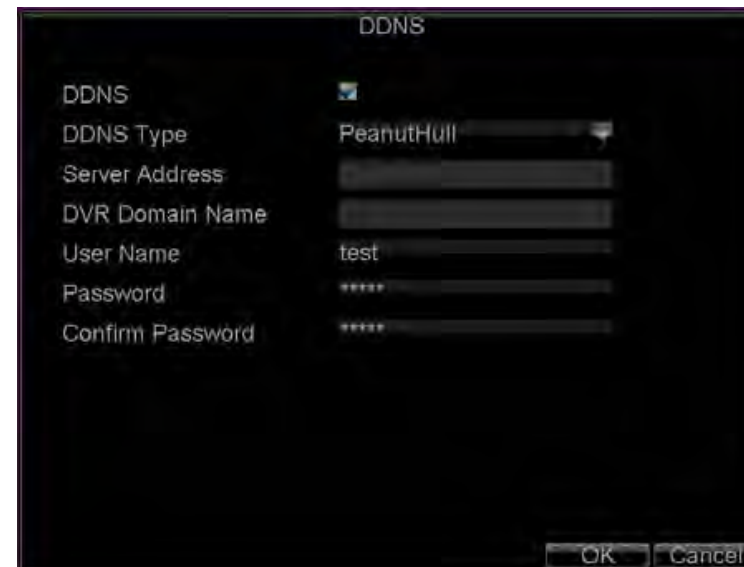 DDNS
DDNS
DDNS Type PeanutHull
Server Address
DVR Domain Name
User Name test
Password *****
Confirm Password *****
OK Cancel